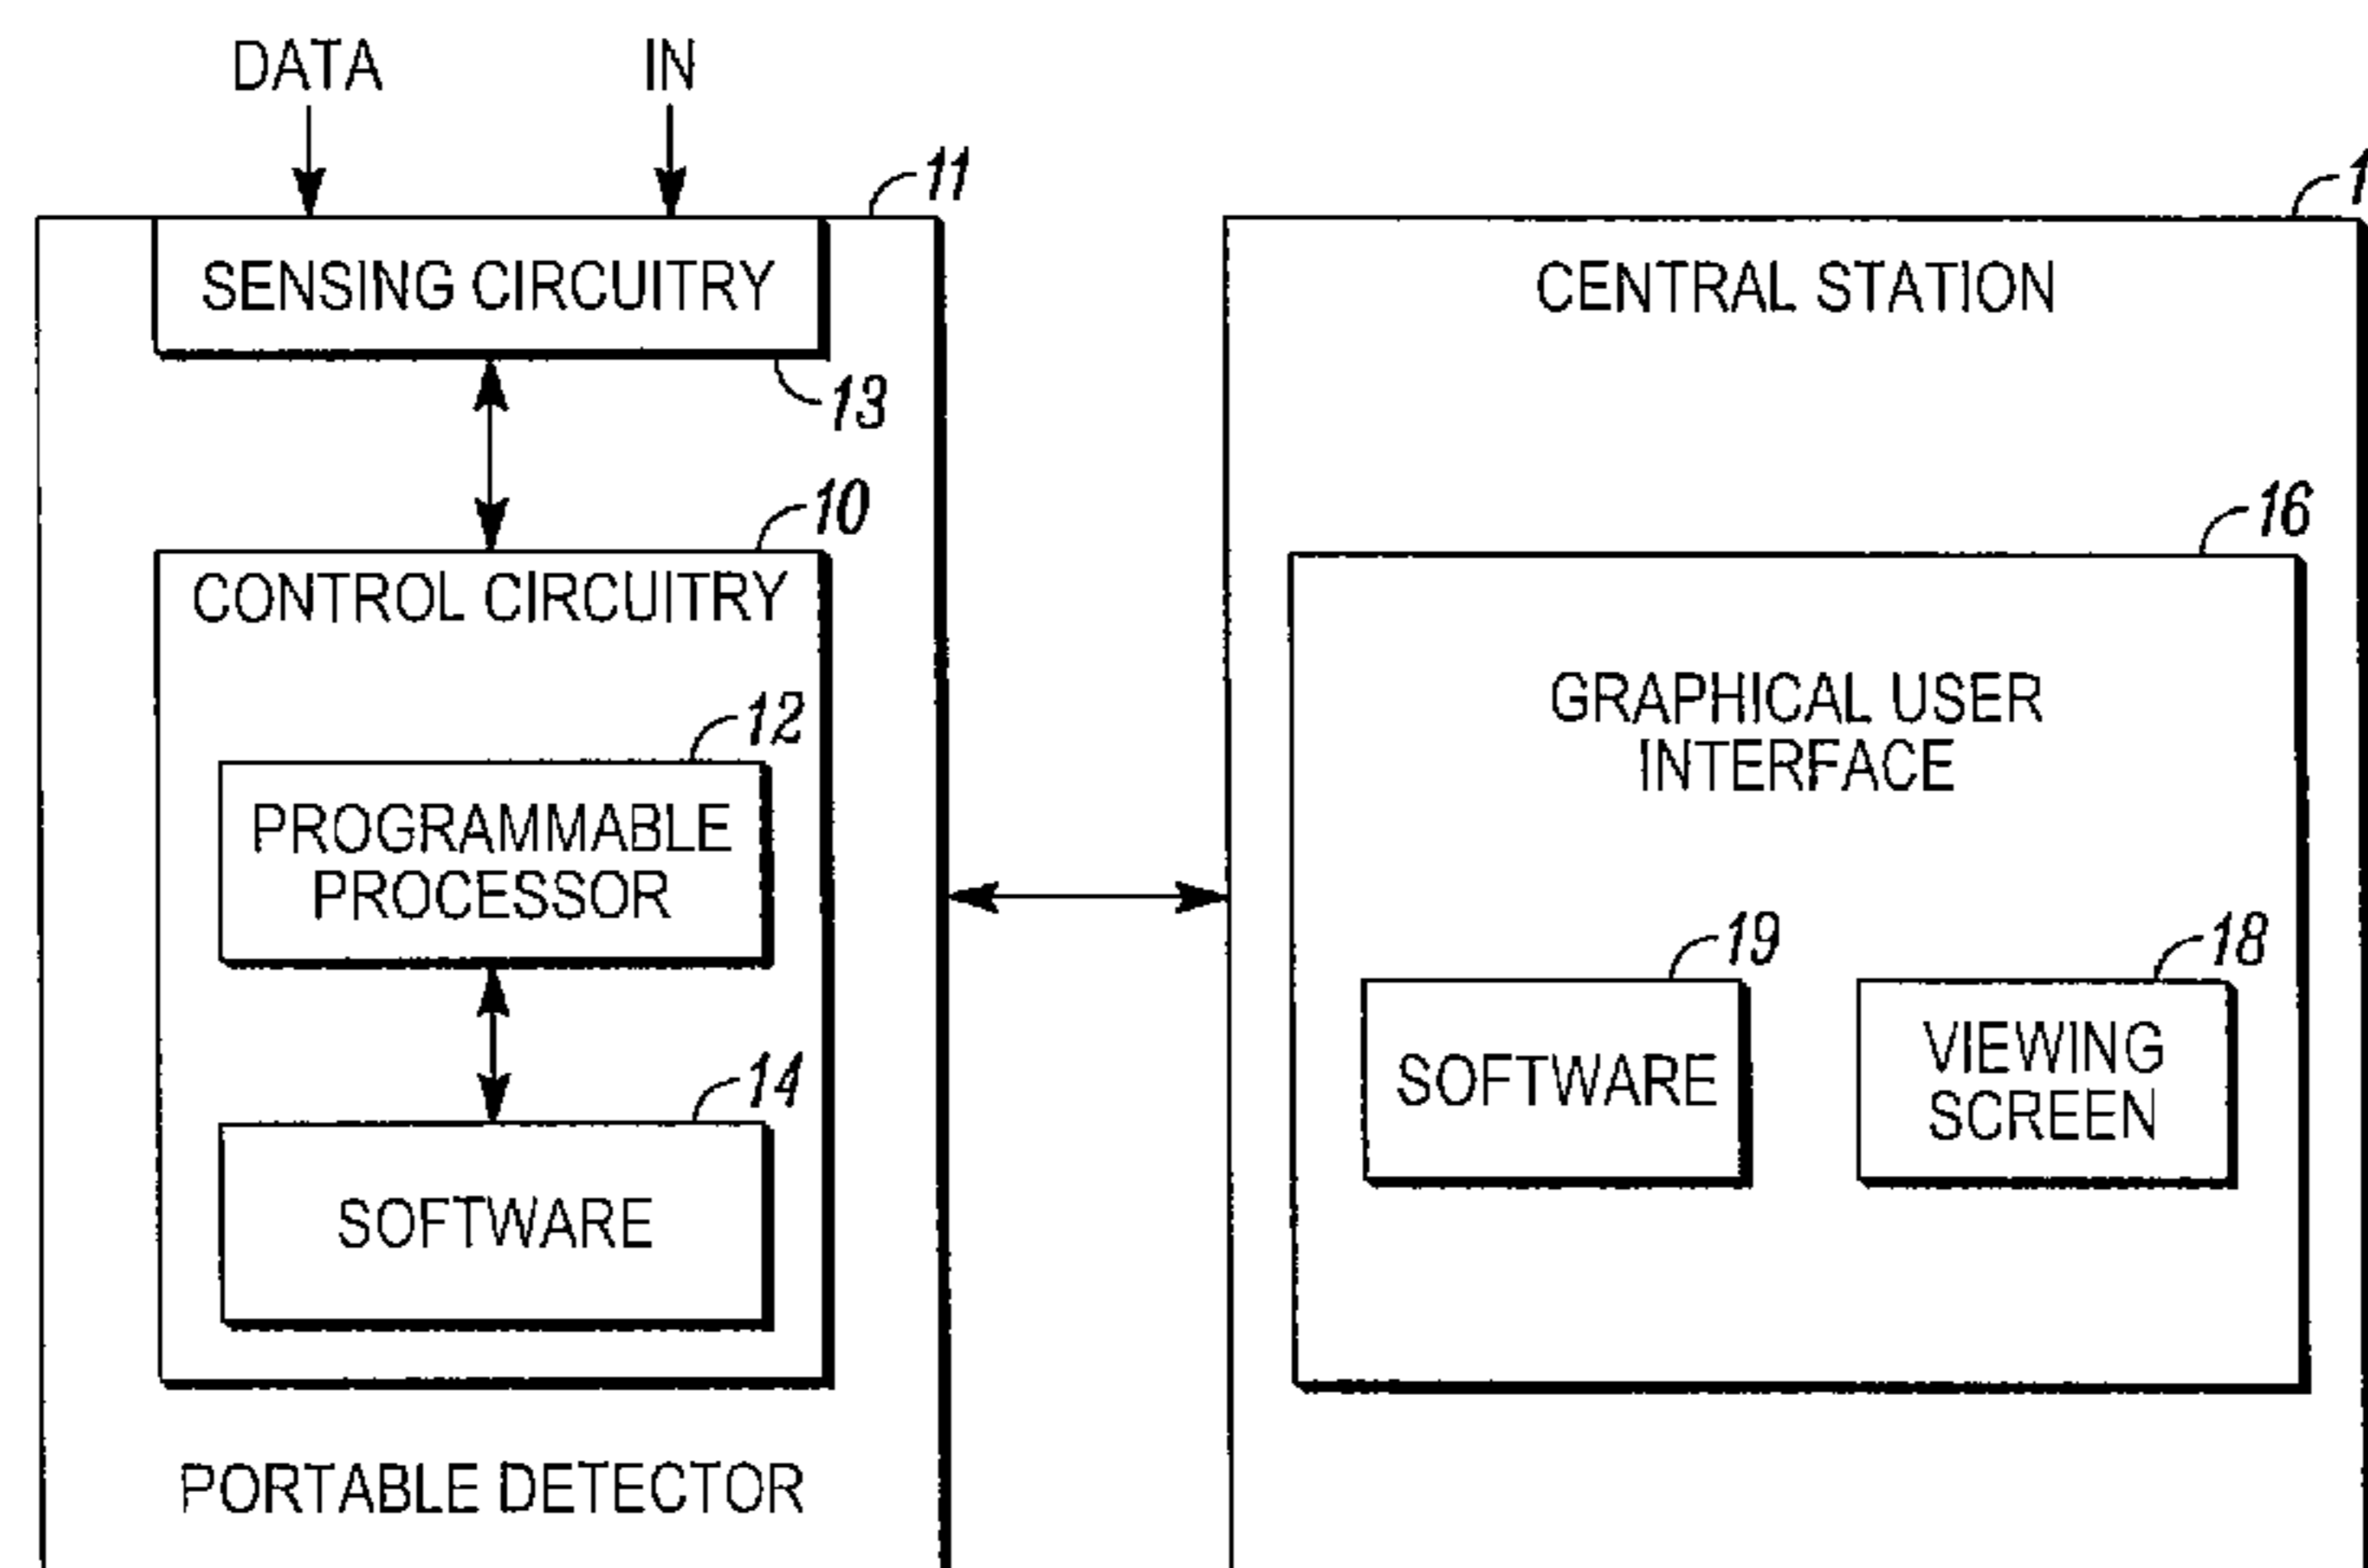 DATA
IN
11
SENSING CIRCUITRY
13
10
CONTROL CIRCUITRY
12
PROGRAMMABLE
PROCESSOR
14
SOFTWARE
PORTABLE DETECTOR
CENTRAL STATION
16
GRAPHICAL USER
INTERFACE
19
SOFTWARE
18
VIEWING
SCREEN